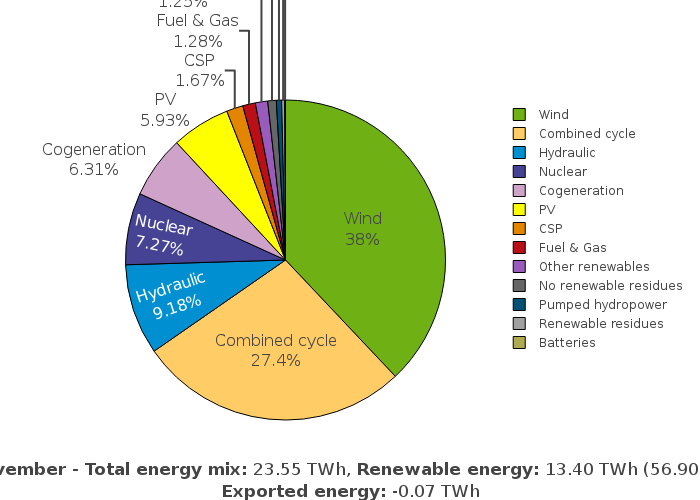 1.25%
Fuel & Gas
1.28%
CSP
1.67%
PV
5.93%
Cogeneration
6.31%
Nuclear
7.27%
Hydraulic
9.18%
Combined cycle
27.4%
Wind
38%
Wind
Combined cycle
Hydraulic
Nuclear
Cogeneration
PV
CSP
Fuel & Gas
Other renewables
No renewable residues
Pumped hydropower
Renewable residues
Batteries
vember - Total energy mix: 23.55 TWh, Renewable energy: 13.40 TWh (56.90
Exported energy: -0.07 TWh